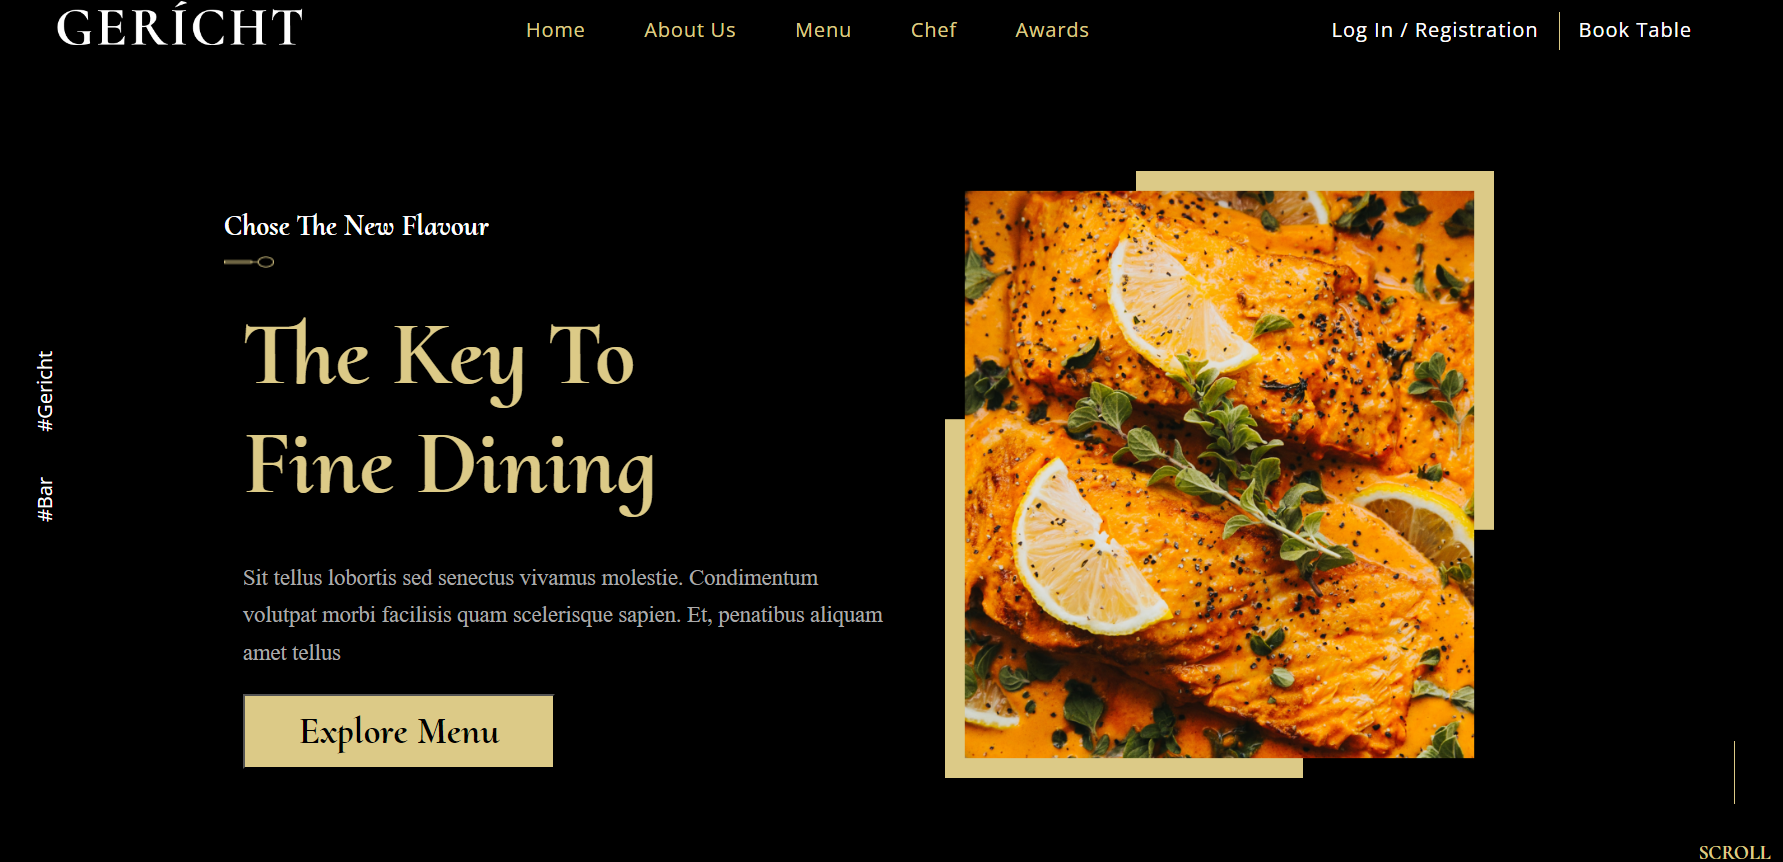 GERÍCHT
Home About Us Menu Chef Awards
Log In / Registration Book Table
Chose The New Flavour
The Key To
Fine Dining
#Gericht
#Bar
Sit tellus lobortis sed senectus vivamus molestie. Condimentum
volutpat morbi facilisis quam scelerisque sapien. Et, penatibus aliquam
amet tellus
Explore Menu
SCROLL